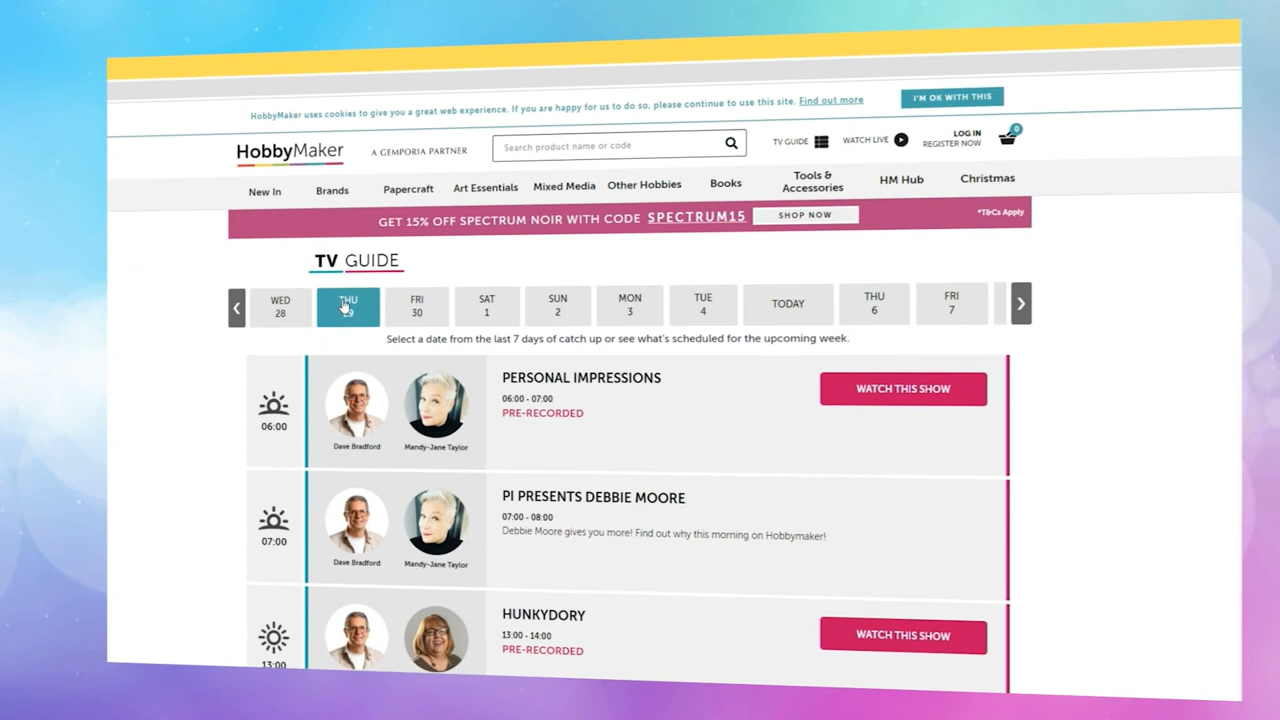 HobbyMaker uses cookies to give you a great web experience. If you are happy for us to do so, please continue to use this site. Find out more
I'M OK WITH THIS
HobbyMaker
A GEMPORIA PARTNER
Search product name or code
TV GUIDE
WATCH LIVE
LOG IN
REGISTER NOW
0
New In
Brands
Papercraft
Art Essentials
Mixed Media
Other Hobbies
Books
Tools &
Accessories
HM Hub
Christmas
GET 15% OFF SPECTRUM NOIR WITH CODE SPECTRUM15
SHOP NOW
*T&Cs Apply
TV GUIDE
WED
28
THU
29
FRI
30
SAT
1
SUN
2
MON
3
TUE
4
TODAY
THU
6
FRI
7
Select a date from the last 7 days of catch up or see what's scheduled for the upcoming week.
06:00
Dave Bradford
Mandy-Jane Taylor
PERSONAL IMPRESSIONS
06:00 - 07:00
PRE-RECORDED
WATCH THIS SHOW
07:00
Dave Bradford
Mandy-Jane Taylor
PI PRESENTS DEBBIE MOORE
07:00 - 08:00
Debbie Moore gives you more! Find out why this morning on Hobbymaker!
13:00
HUNKYDORY
13:00 - 14:00
PRE-RECORDED
WATCH THIS SHOW